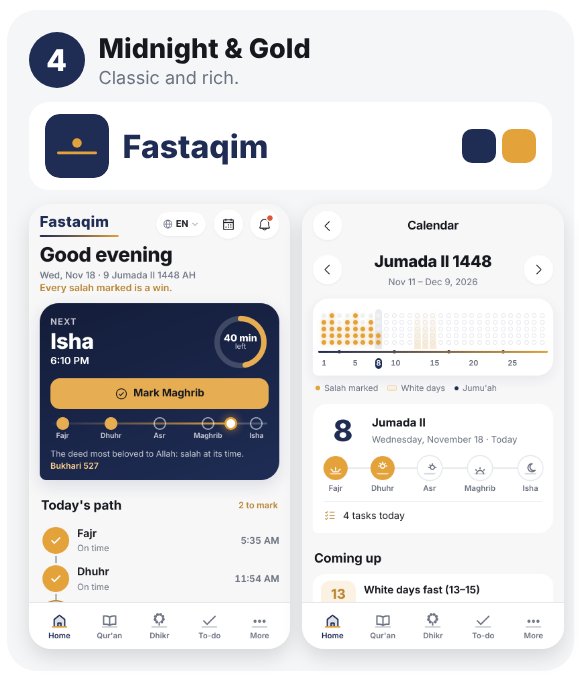 4
Midnight & Gold
Classic and rich.
Fastaqim
Fastaqim
EN
Good evening
Wed, Nov 18 · 9 Jumada II 1448 AH
Every salah marked is a win.
NEXT
Isha
6:10 PM
40 min
left
Mark Maghrib
Fajr Dhuhr Asr Maghrib Isha
The deed most beloved to Allah: salah at its time.
Bukhari 527
Today's path
2 to mark
Fajr
On time
5:35 AM
Dhuhr
On time
11:54 AM
Home Qur'an Dhikr To-do More
Calendar
Jumada II 1448
Nov 11 – Dec 9, 2026
1 5 8 10 15 20 25
Salah marked White days Jumu'ah
8
Jumada II
Wednesday, November 18 · Today
Fajr Dhuhr Asr Maghrib Isha
4 tasks today
Coming up
13
White days fast (13–15)
Home Qur'an Dhikr To-do More